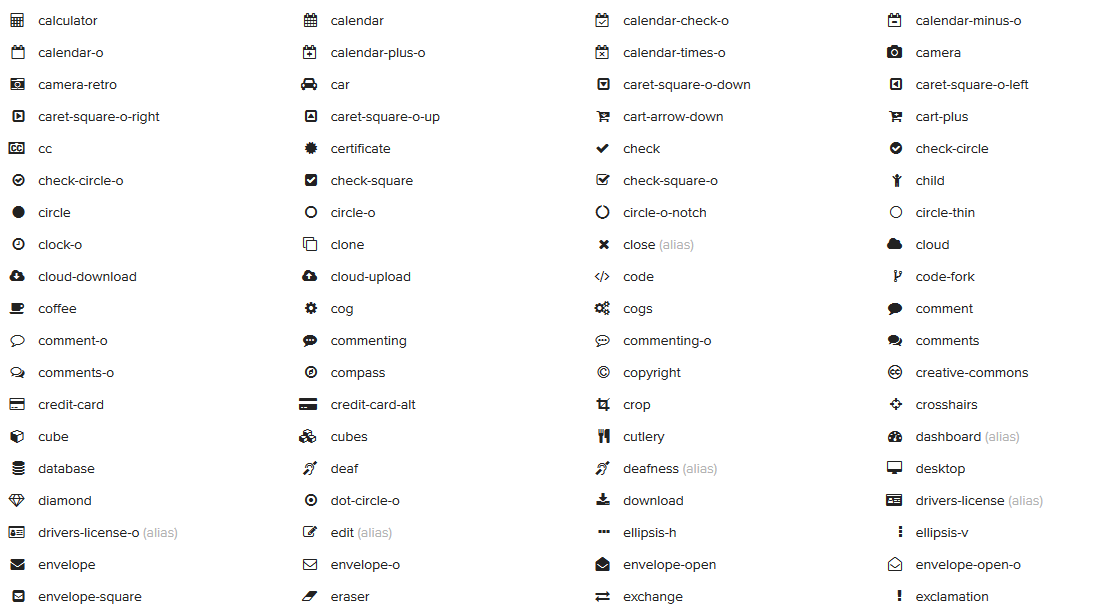 calculator calendar calendar-check-o calendar-minus-o
calendar-o calendar-plus-o calendar-times-o camera
camera-retro car caret-square-o-down caret-square-o-left
caret-square-o-right caret-square-o-up cart-arrow-down cart-plus
cc certificate check check-circle
check-circle-o check-square check-square-o child
circle circle-o circle-o-notch circle-thin
clock-o clone close (alias) cloud
cloud-download cloud-upload code code-fork
coffee cog cogs comment
comment-o commenting commenting-o comments
comments-o compass copyright creative-commons
credit-card credit-card-alt crop crosshairs
cube cubes cutlery dashboard (alias)
database deaf deafness (alias) desktop
diamond dot-circle-o download drivers-license (alias)
drivers-license-o (alias) edit (alias) ellipsis-h ellipsis-v
envelope envelope-o envelope-open envelope-open-o
envelope-square eraser exchange exclamation